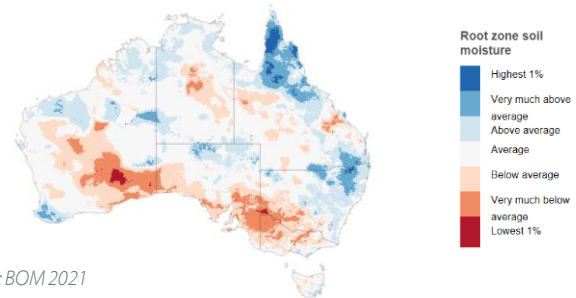 Root zone soil
moisture
Highest 1%
Very much above
average
Above average
Average
Below average
Very much below
average
Lowest 1%
: BOM 2021